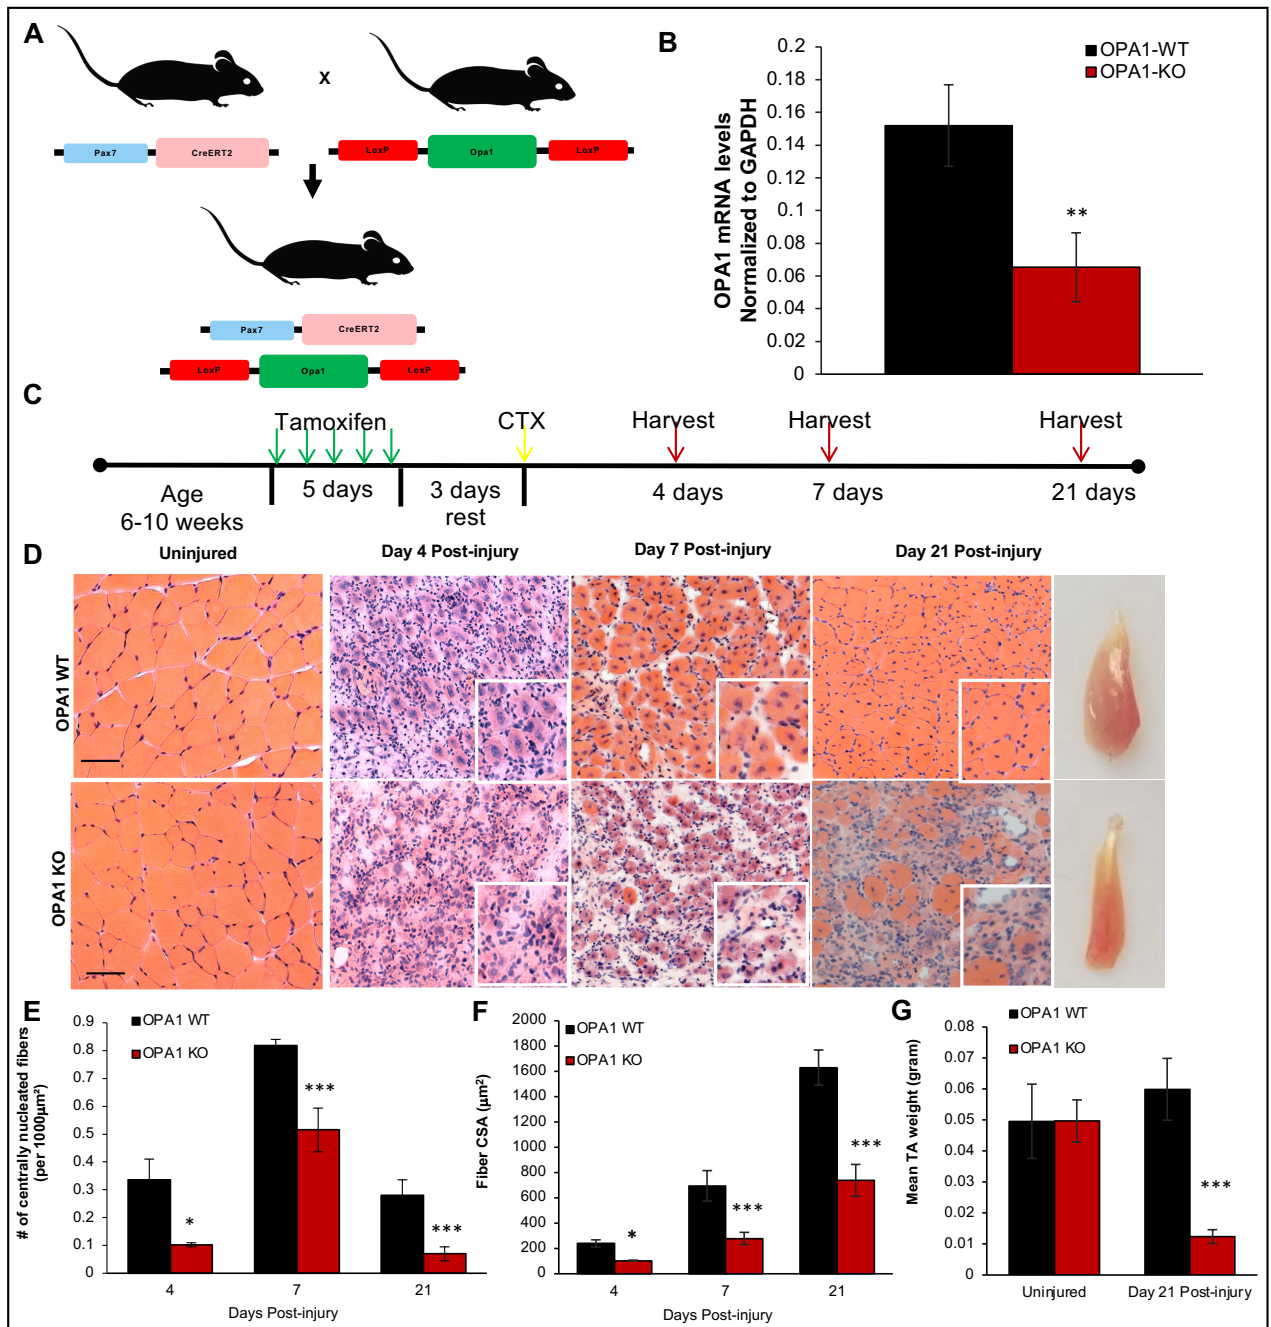 A
X
Pax7 CreERT2
LoxP Opa1 LoxP
Pax7 CreERT2
LoxP Opa1 LoxP
B
OPA1 mRNA levels
Normalized to GAPDH
0.2
0.18
0.16
0.14
0.12
0.1
0.08
0.06
0.04
0.02
0
OPA1-WT
OPA1-KO
**
C
Tamoxifen CTX Harvest Harvest Harvest
Age
6-10 weeks
5 days
3 days
rest
4 days
7 days
21 days
D
Uninjured Day 4 Post-injury Day 7 Post-injury Day 21 Post-injury
OPA1 WT
OPA1 KO
E
# of centrally nucleated fibers
(per 1000µm²)
0.9
0.8
0.7
0.6
0.5
0.4
0.3
0.2
0.1
0
OPA1 WT
OPA1 KO
*
***
***
4 7 21
Days Post-injury
F
Fiber CSA (µm²)
2000
1800
1600
1400
1200
1000
800
600
400
200
0
OPA1 WT
OPA1 KO
*
***
***
4 7 21
Days Post-injury
G
Mean TA weight (gram)
0.08
0.07
0.06
0.05
0.04
0.03
0.02
0.01
0
OPA1 WT
OPA1 KO
***
Uninjured Day 21 Post-injury